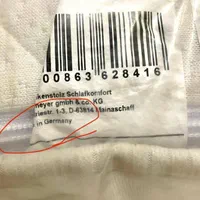 00863 628416
kenstolz Schlafkomfort
meyer gmbh & co. KG
str. 1-3, D-63814 Mainaschaff
in Germany